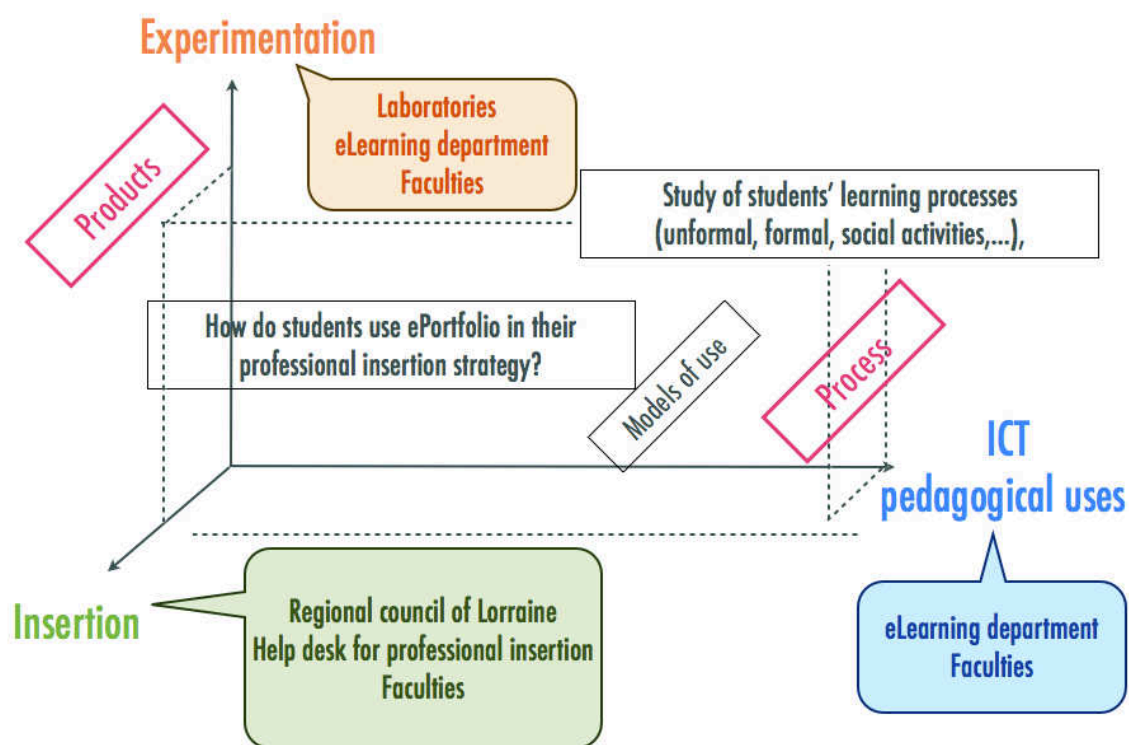 Experimentation
Laboratories
eLearning department
Faculties
Products
Study of students' learning processes
(unformal, formal, social activities,...),
How do students use ePortfolio in their
professional insertion strategy?
Models of use
Process
ICT
pedagogical uses
Insertion
Regional council of Lorraine
Help desk for professional insertion
Faculties
eLearning department
Faculties